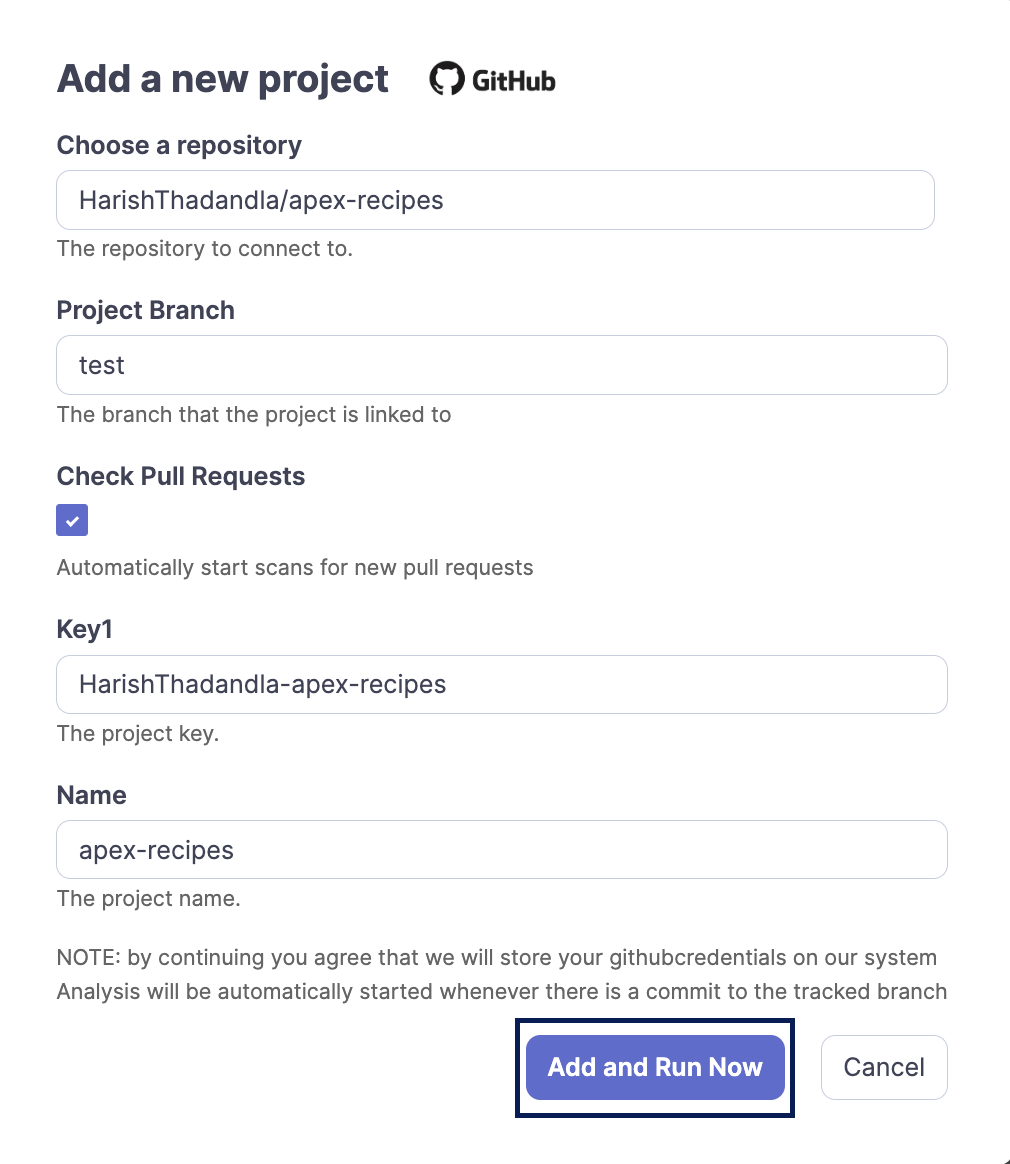 Add a new project GitHub
Choose a repository
HarishThadandla/apex-recipes
The repository to connect to.
Project Branch
test
The branch that the project is linked to
Check Pull Requests
Automatically start scans for new pull requests
Key1
HarishThadandla-apex-recipes
The project key.
Name
apex-recipes
The project name.
NOTE: by continuing you agree that we will store your githubcredentials on our system
Analysis will be automatically started whenever there is a commit to the tracked branch
Add and Run Now Cancel